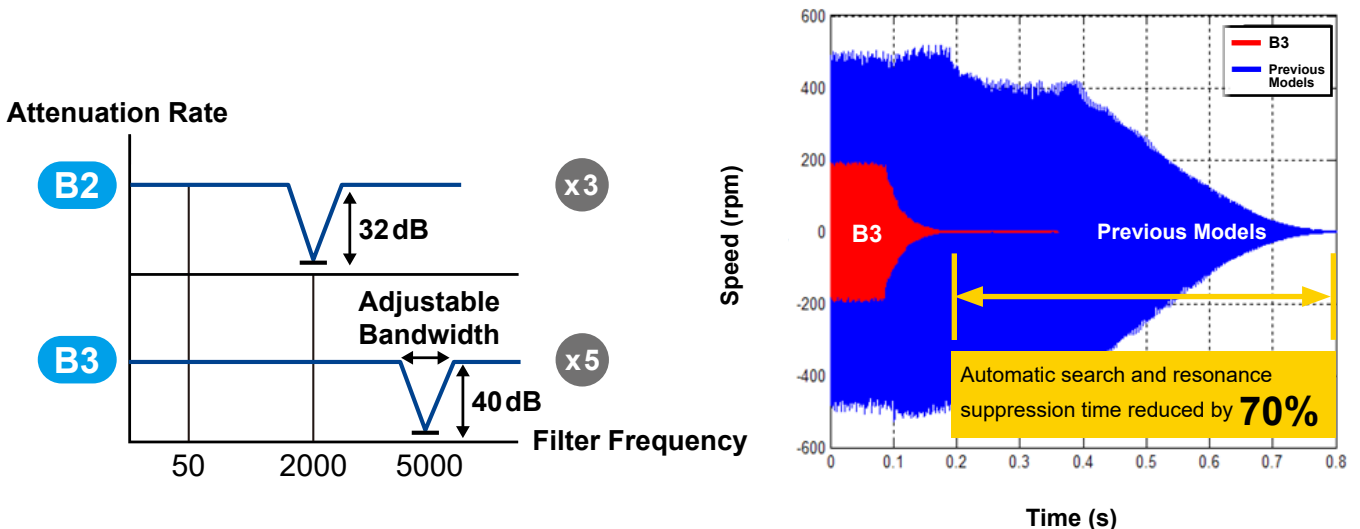 Attenuation Rate
B2
x3
32 dB
Adjustable
Bandwidth
B3
x5
40 dB
Filter Frequency
50 2000 5000
600
400
200
0
-200
-400
-600
Speed (rpm)
B3
Previous
Models
B3
Previous Models
Automatic search and resonance
suppression time reduced by 70%
0 0.1 0.2 0.3 0.4 0.5 0.6 0.7 0.8
Time (s)